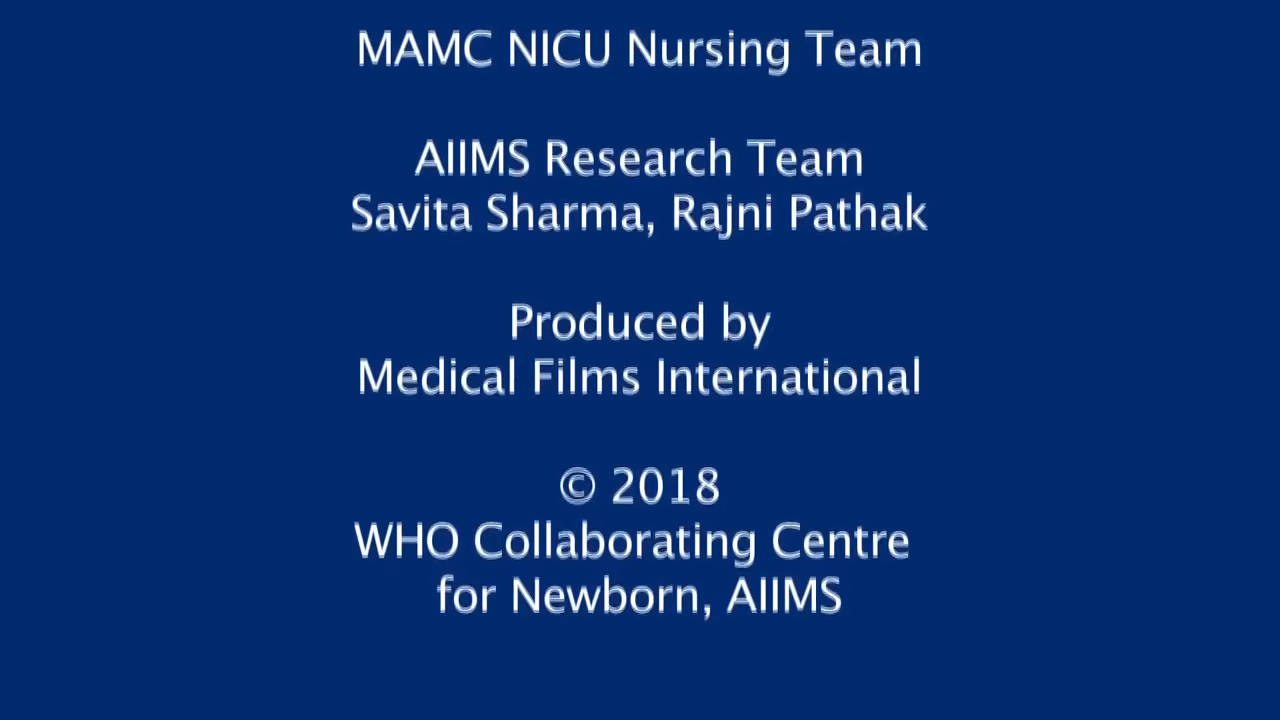 MAMC NICU Nursing Team
AIIMS Research Team
Savita Sharma, Rajni Pathak
Produced by
Medical Films International
© 2018
WHO Collaborating Centre
for Newborn, AIIMS